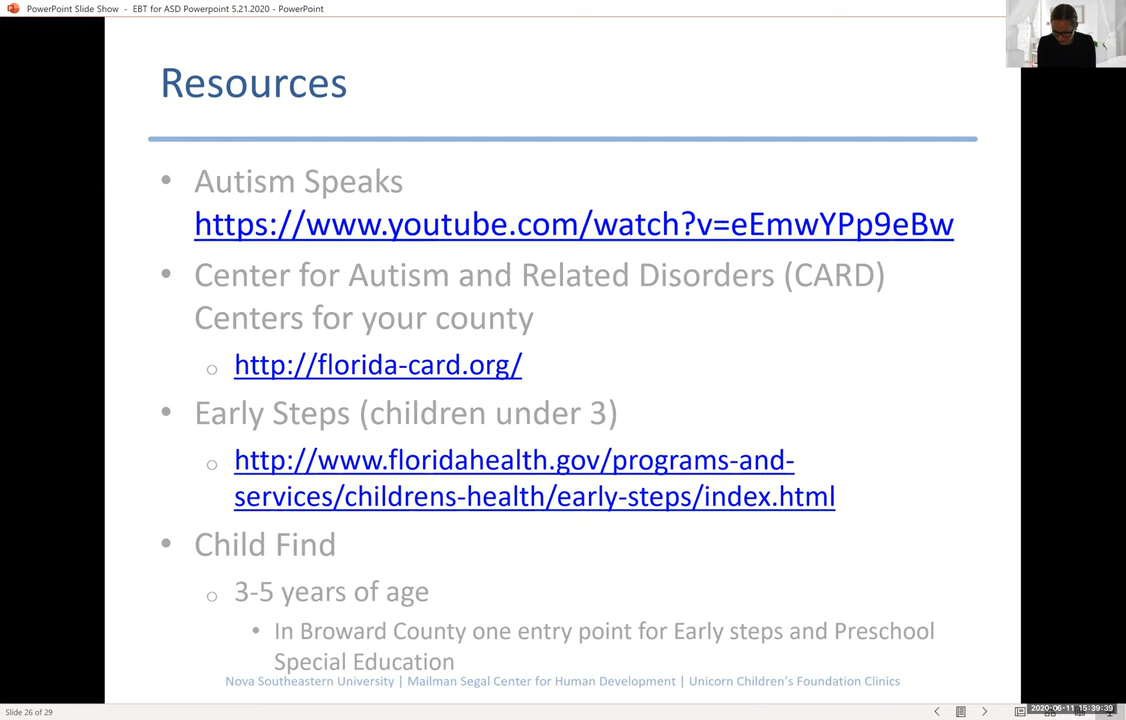 PowerPoint Slide Show - EBT for ASD Powerpoint 5.21.2020 - PowerPoint
Resources
• Autism Speaks
https://www.youtube.com/watch?v=eEmwYPp9eBw
• Center for Autism and Related Disorders (CARD)
Centers for your county
○ http://florida-card.org/
• Early Steps (children under 3)
○ http://www.floridahealth.gov/programs-and-
services/childrens-health/early-steps/index.html
• Child Find
○ 3-5 years of age
• In Broward County one entry point for Early steps and Preschool
Special Education
Nova Southeastern University | Mailman Segal Center for Human Development | Unicorn Children's Foundation Clinics
Slide 26 of 29
2020-06-11 15:39:39